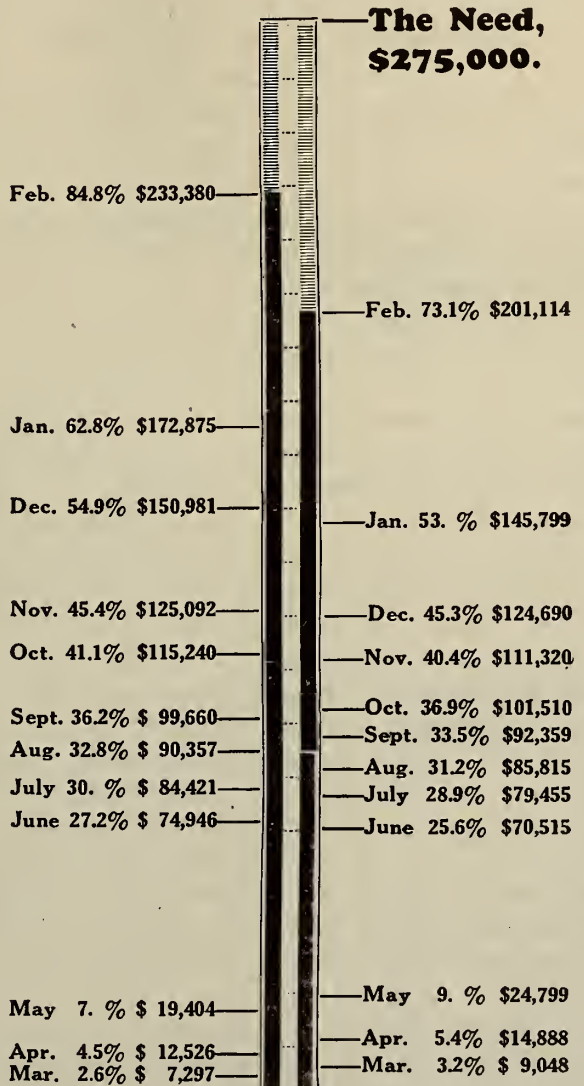 The Need,
$275,000.
Feb. 84.8% $233,380
Jan. 62.8% $172,875
Dec. 54.9% $150,981
Nov. 45.4% $125,092
Oct. 41.1% $115,240
Sept. 36.2% $ 99,660
Aug. 32.8% $ 90,357
July 30. % $ 84,421
June 27.2% $ 74,946
May 7. % $ 19,404
Apr. 4.5% $ 12,526
Mar. 2.6% $ 7,297
Feb. 73.1% $201,114
Jan. 53. % $145,799
Dec. 45.3% $124,690
Nov. 40.4% $111,320
Oct. 36.9% $101,510
Sept. 33.5% $92,359
Aug. 31.2% $85,815
July 28.9% $79,455
June 25.6% $70,515
May 9. % $24,799
Apr. 5.4% $14,888
Mar. 3.2% $ 9,048